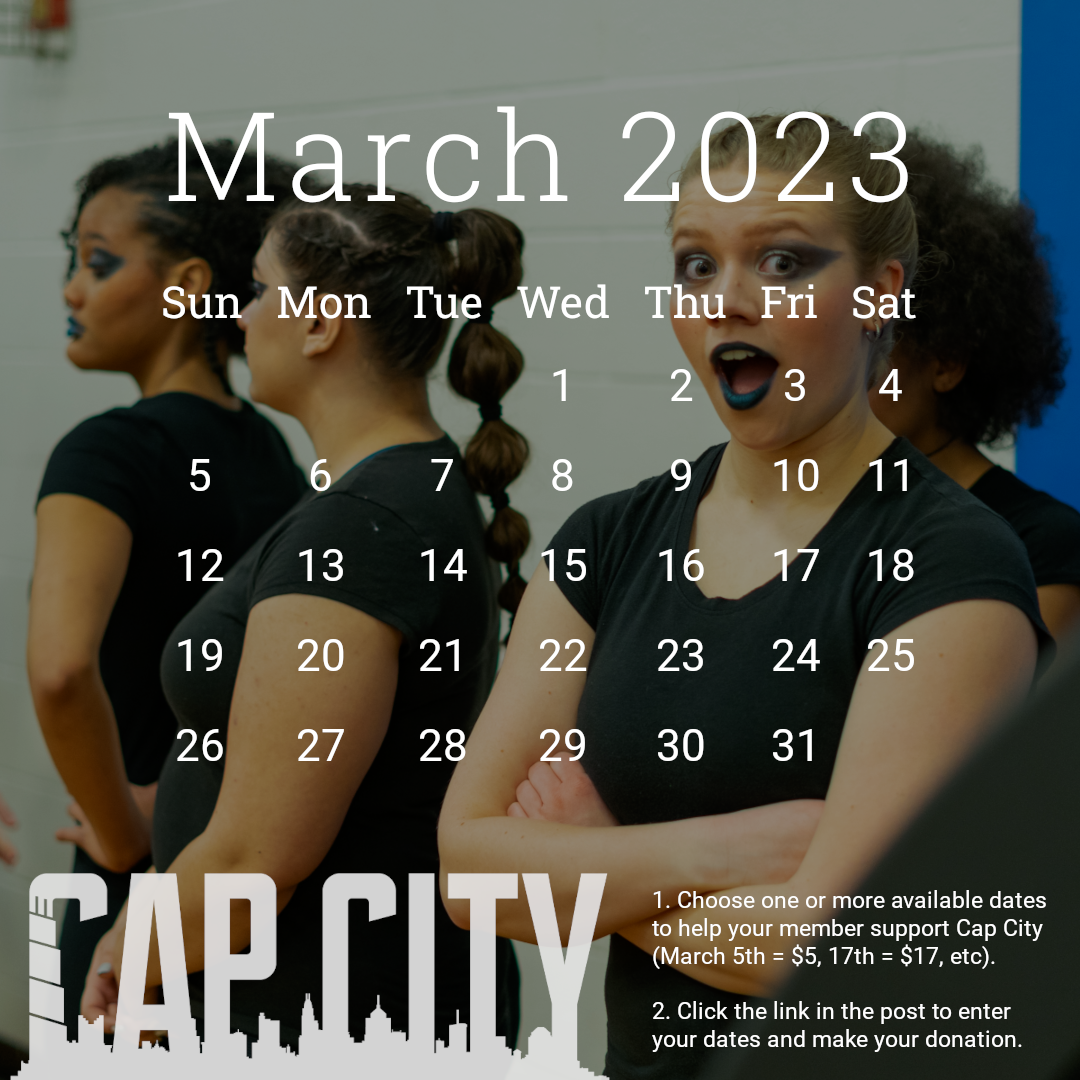 March 2023
Sun Mon Tue Wed Thu Fri Sat
1 2 3 4
5 6 7 8 9 10 11
12 13 14 15 16 17 18
19 20 21 22 23 24 25
26 27 28 29 30 31
CAP CITY
1. Choose one or more available dates
to help your member support Cap City
(March 5th = $5, 17th = $17, etc).
2. Click the link in the post to enter
your dates and make your donation.